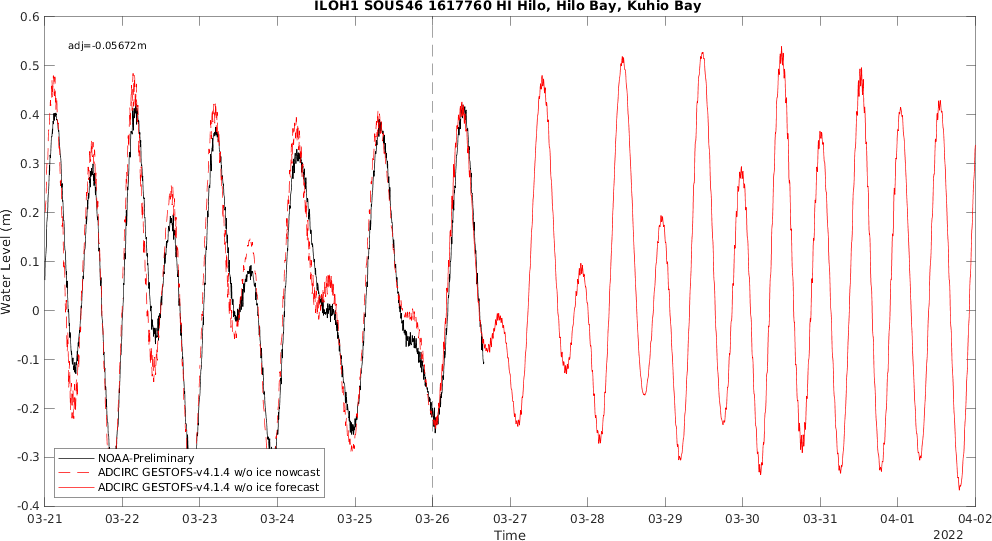 ILOH1 SOUS46 1617760 HI Hilo, Hilo Bay, Kuhio Bay
adj=-0.05672m
0.6
0.5
0.4
0.3
0.2
0.1
0
-0.1
-0.2
-0.3
-0.4
Water Level (m)
NOAA-Preliminary
ADCIRC GESTOFS-v4.1.4 w/o ice nowcast
ADCIRC GESTOFS-v4.1.4 w/o ice forecast
03-21 03-22 03-23 03-24 03-25 03-26 03-27 03-28 03-29 03-30 03-31 04-01 04-02
Time
2022